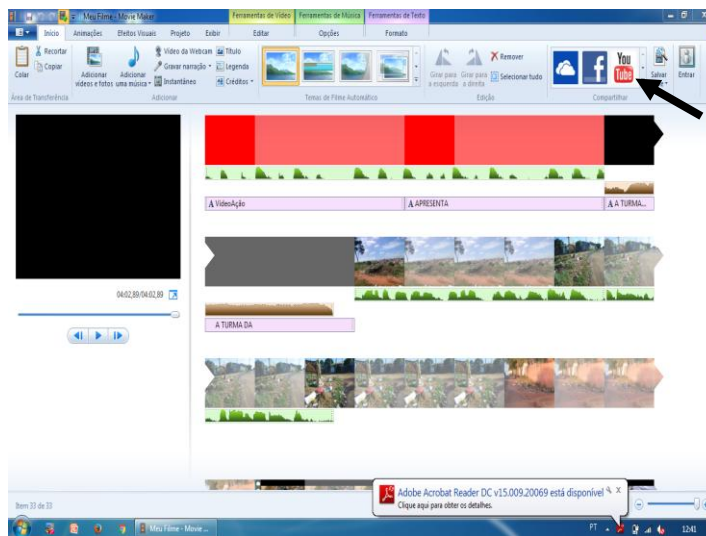 Meu Filme - Movie Maker
Ferramentas de Vídeo Ferramentas de Música Ferramentas de Texto
Início Animações Efeitos Visuais Projeto Exibir Editar Opções Formato
Colar
Recortar
Copiar
Área de Transferência
Adicionar vídeos e fotos
Adicionar uma música
Vídeo da Webcam
Gravar narração
Instantâneo
Título
Legenda
Créditos
Adicionar
Temas de Filme Automático
Girar para a esquerda
Girar para a direita
Remover
Selecionar tudo
Edição
f
You Tube
Compartilhar
Salvar
Entrar
A VídeoAção
A APRESENTA
A A TURMA...
04:02,89/04:02,89
A TURMA DA
Adobe Acrobat Reader DC v15.009.20069 está disponível
Clique aqui para obter os detalhes.
Item 33 de 33
Meu Filme - Movie ...
PT
12:41